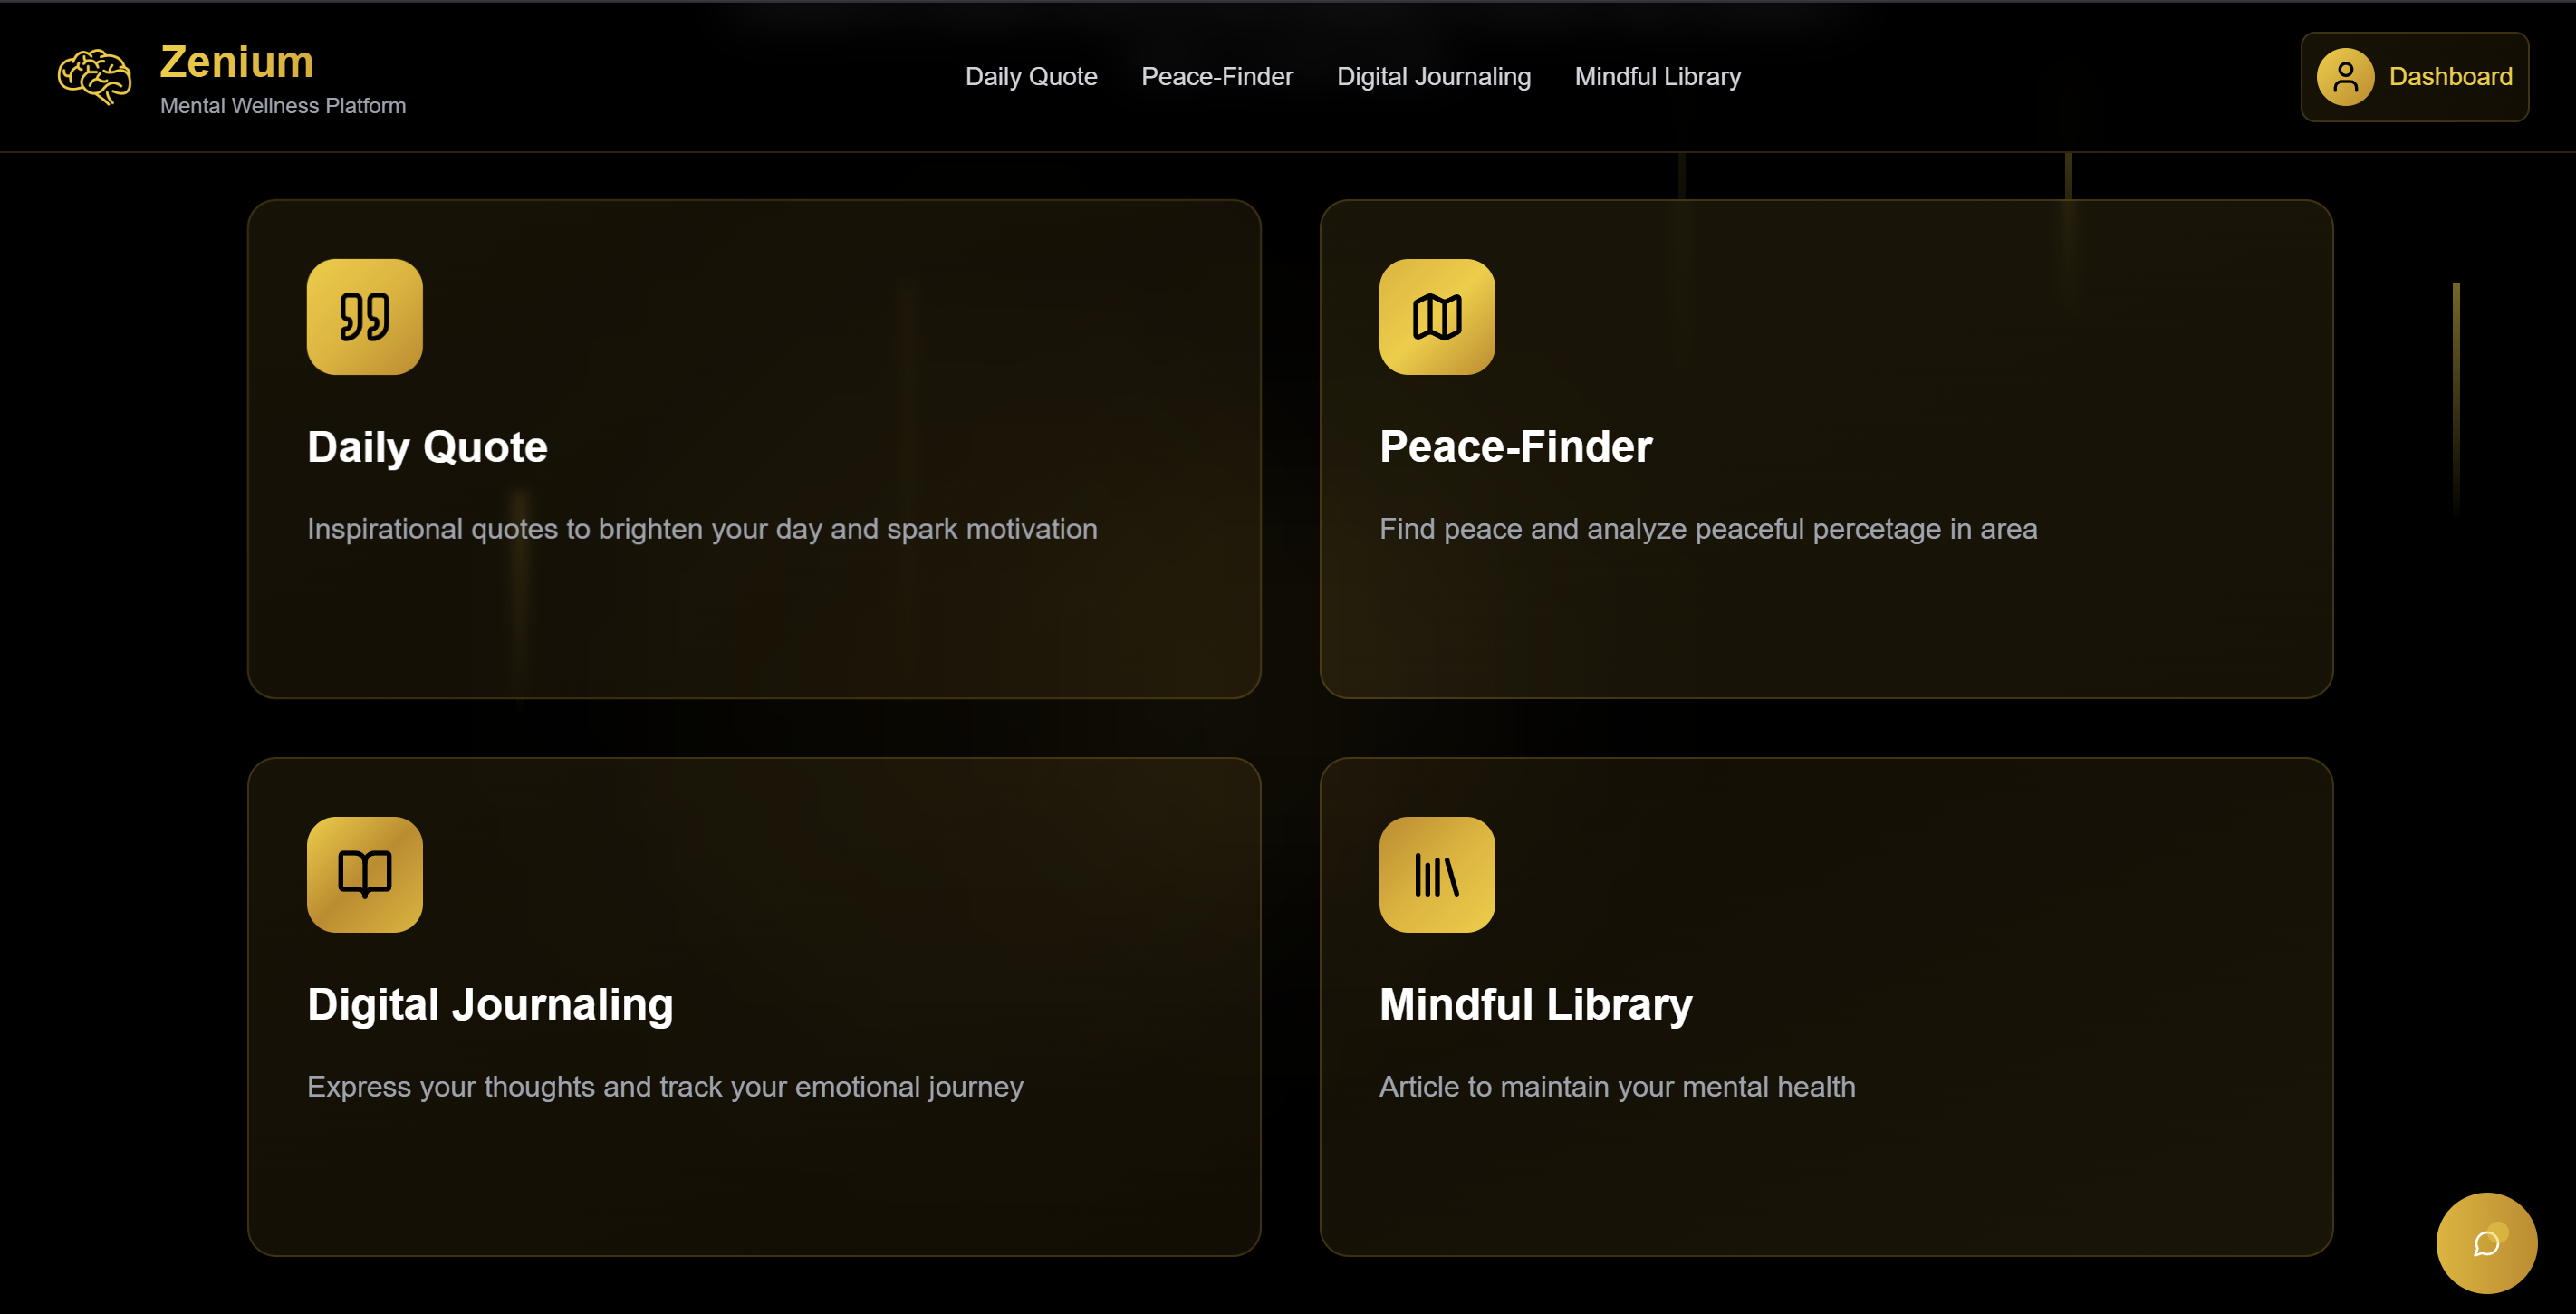 Zenium
Mental Wellness Platform
Daily Quote
Peace-Finder
Digital Journaling
Mindful Library
Dashboard
Daily Quote
Inspirational quotes to brighten your day and spark motivation
Peace-Finder
Find peace and analyze peaceful percetage in area
Digital Journaling
Express your thoughts and track your emotional journey
Mindful Library
Article to maintain your mental health